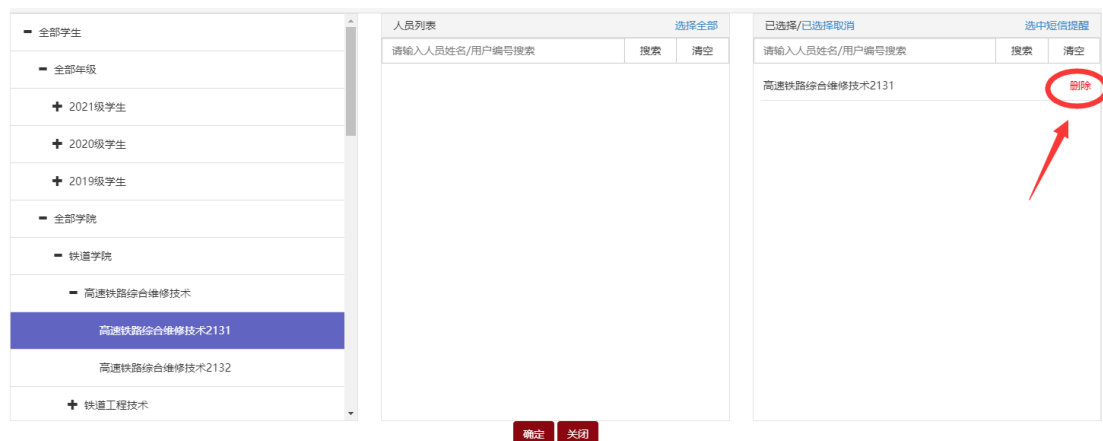 全部学生
全部年级
2021级学生
2020级学生
2019级学生
全部学院
铁道学院
高速铁路综合维修技术
高速铁路综合维修技术2131
高速铁路综合维修技术2132
铁道工程技术
人员列表 选择全部
请输入人员姓名/用户编号搜索 搜索 清空
已选择/已选择取消 选中短信提醒
请输入人员姓名/用户编号搜索 搜索 清空
高速铁路综合维修技术2131 删除
确定 关闭